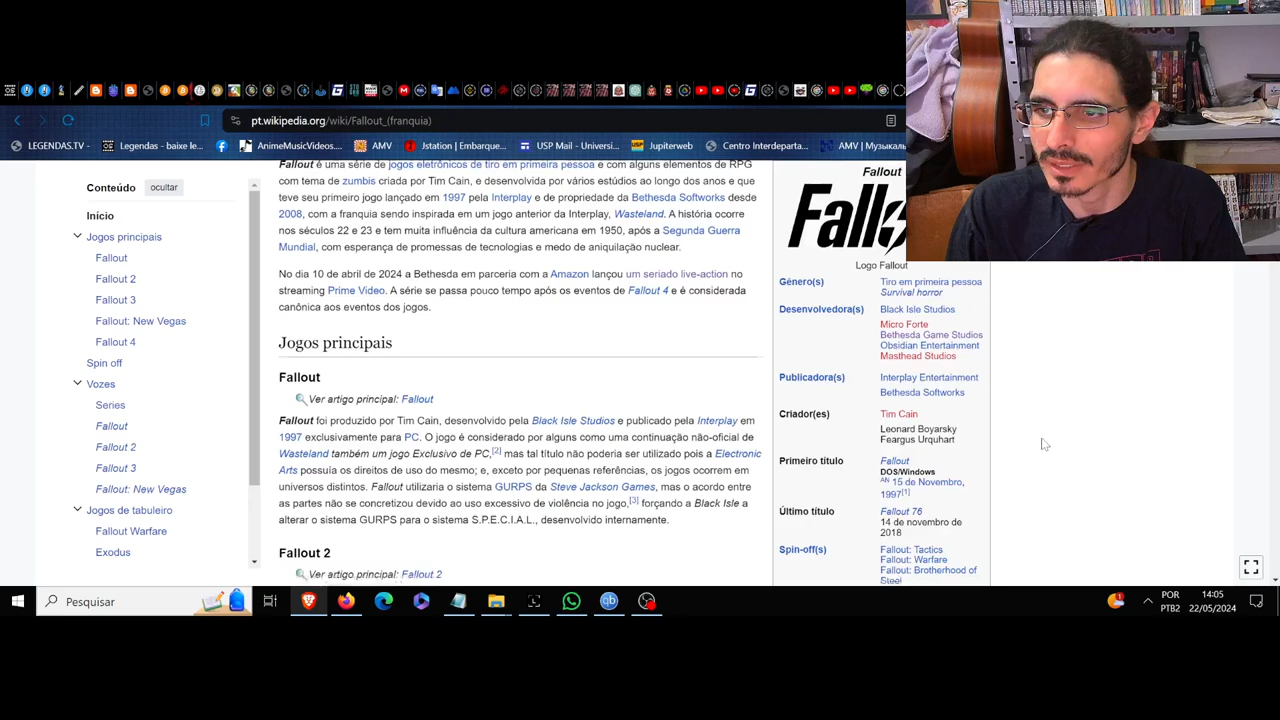 pt.wikipedia.org/wiki/Fallout_(franquia)
LEGENDAS.TV - Legendas - baixe le... AnimeMusicVideos.... AMV Jstation | Embarque... USP Mail - Universi... Jupiterweb Centro Interdeparta... AMV | Музыкаль
Conteúdo ocultar
Início
Jogos principais
Fallout
Fallout 2
Fallout 3
Fallout: New Vegas
Fallout 4
Spin off
Vozes
Series
Fallout
Fallout 2
Fallout 3
Fallout: New Vegas
Jogos de tabuleiro
Fallout Warfare
Exodus
Fallout é uma série de jogos eletrônicos de tiro em primeira pessoa e com alguns elementos de RPG
com tema de zumbis criada por Tim Cain, e desenvolvida por vários estúdios ao longo dos anos e que
teve seu primeiro jogo lançado em 1997 pela Interplay e de propriedade da Bethesda Softworks desde
2008, com a franquia sendo inspirada em um jogo anterior da Interplay, Wasteland. A história ocorre
nos séculos 22 e 23 e tem muita influência da cultura americana em 1950, após a Segunda Guerra
Mundial, com esperança de promessas de tecnologias e medo de aniquilação nuclear.
No dia 10 de abril de 2024 a Bethesda em parceria com a Amazon lançou um seriado live-action no
streaming Prime Video. A série se passa pouco tempo após os eventos de Fallout 4 e é considerada
canônica aos eventos dos jogos.
Jogos principais
Fallout
Ver artigo principal: Fallout
Fallout foi produzido por Tim Cain, desenvolvido pela Black Isle Studios e publicado pela Interplay em
1997 exclusivamente para PC. O jogo é considerado por alguns como uma continuação não-oficial de
Wasteland também um jogo Exclusivo de PC,[2] mas tal título não poderia ser utilizado pois a Electronic
Arts possuía os direitos de uso do mesmo; e, exceto por pequenas referências, os jogos ocorrem em
universos distintos. Fallout utilizaria o sistema GURPS da Steve Jackson Games, mas o acordo entre
as partes não se concretizou devido ao uso excessivo de violência no jogo,[3] forçando a Black Isle a
alterar o sistema GURPS para o sistema S.P.E.C.I.A.L., desenvolvido internamente.
Fallout 2
Ver artigo principal: Fallout 2
Fallout
Fall
Logo Fallout
Gênero(s) Tiro em primeira pessoa
Survival horror
Desenvolvedora(s) Black Isle Studios
Micro Forte
Bethesda Game Studios
Obsidian Entertainment
Masthead Studios
Publicadora(s) Interplay Entertainment
Bethesda Softworks
Criador(es) Tim Cain
Leonard Boyarsky
Feargus Urquhart
Primeiro título Fallout
DOS/Windows
AN 15 de Novembro,
1997[1]
Último título Fallout 76
14 de novembro de
2018
Spin-off(s) Fallout: Tactics
Fallout: Warfare
Fallout: Brotherhood of
Steel
Pesquisar
POR
PTB2
14:05
22/05/2024